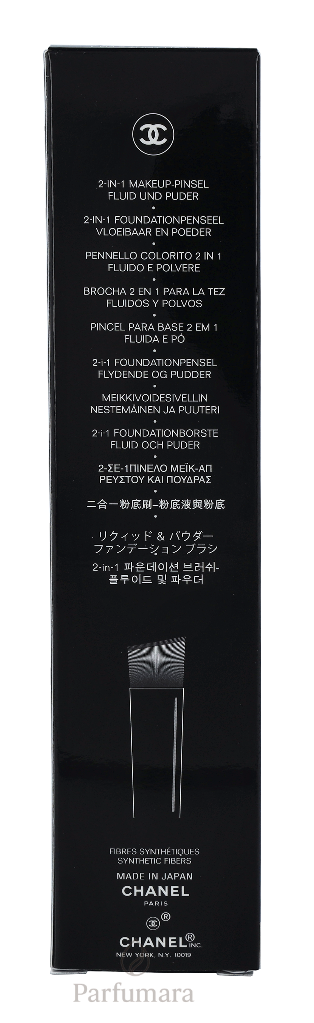 2-IN-1 MAKEUP-PINSEL
FLUID UND PUDER
2-IN-1 FOUNDATIONPENSEEL
VLOEIBAAR EN POEDER
PENNELLO COLORITO 2 IN 1
FLUIDO E POLVERE
BROCHA 2 EN 1 PARA LA TEZ
FLUIDOS Y POLVOS
PINCEL PARA BASE 2 EM 1
FLUIDA E PÓ
2-i-1 FOUNDATIONPENSEL
FLYDENDE OG PUDDER
MEIKKIVOIDESIVELLIN
NESTEMÄINEN JA PUUTERI
2-i-1 FOUNDATIONBORSTE
FLUID OCH PUDER
2-ΣΕ-1ΠΙΝΕΛΟ ΜΕΪΚ-ΑΠ
ΡΕΥΣΤΟΥ ΚΑΙ ΠΟΥΔΡΑΣ
二合一粉底刷–粉底液與粉底
リクィッド & パウダー
ファンデーション ブラシ
2-in-1 파운데이션 브러쉬-
플루이드 및 파우더
FIBRES SYNTHÉTIQUES
SYNTHETIC FIBERS
MADE IN JAPAN
CHANEL
PARIS
®
CHANEL® INC.
NEW YORK, N.Y. 10019
Parfumara